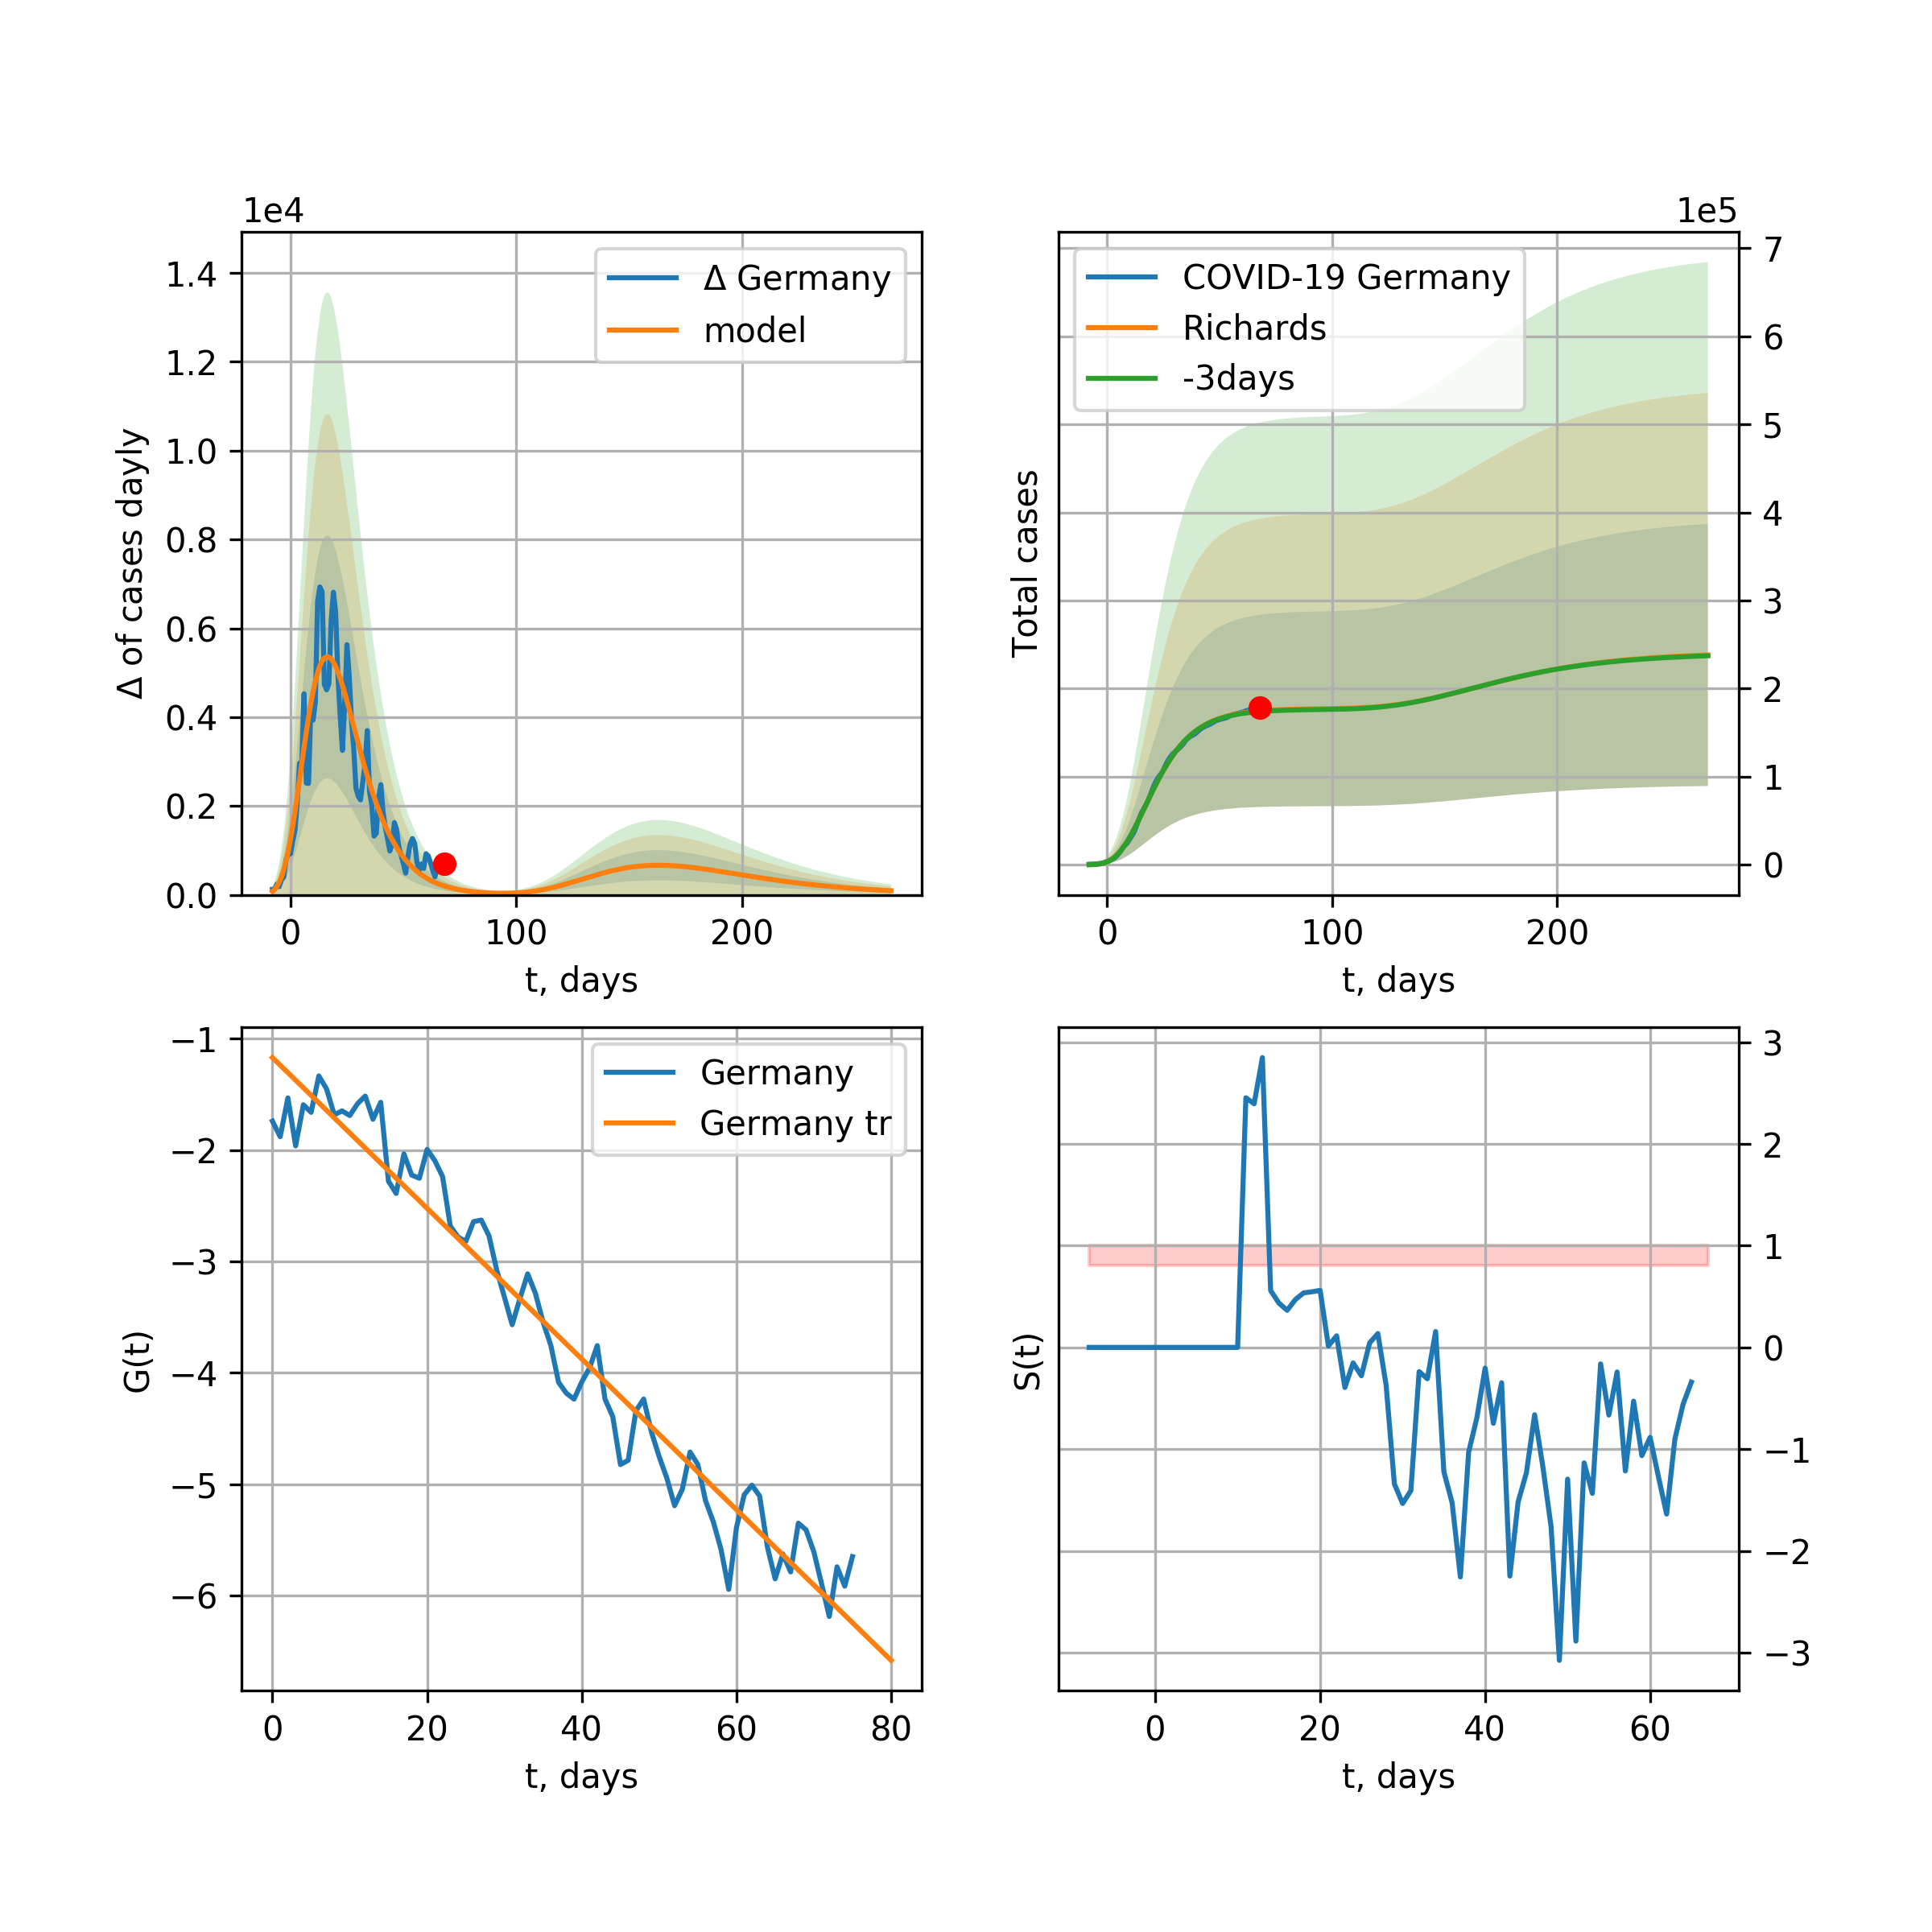 1e4
Δ of cases dayly
1.4
1.2
1.0
0.8
0.6
0.4
0.2
0.0
Δ Germany
model
0 100 200
t, days
1e5
Total cases
COVID-19 Germany
Richards
-3days
7
6
5
4
3
2
1
0
0 100 200
t, days
G(t)
−1
−2
−3
−4
−5
−6
Germany
Germany tr
0 20 40 60 80
t, days
S(t)
3
2
1
0
−1
−2
−3
0 20 40 60
t, days